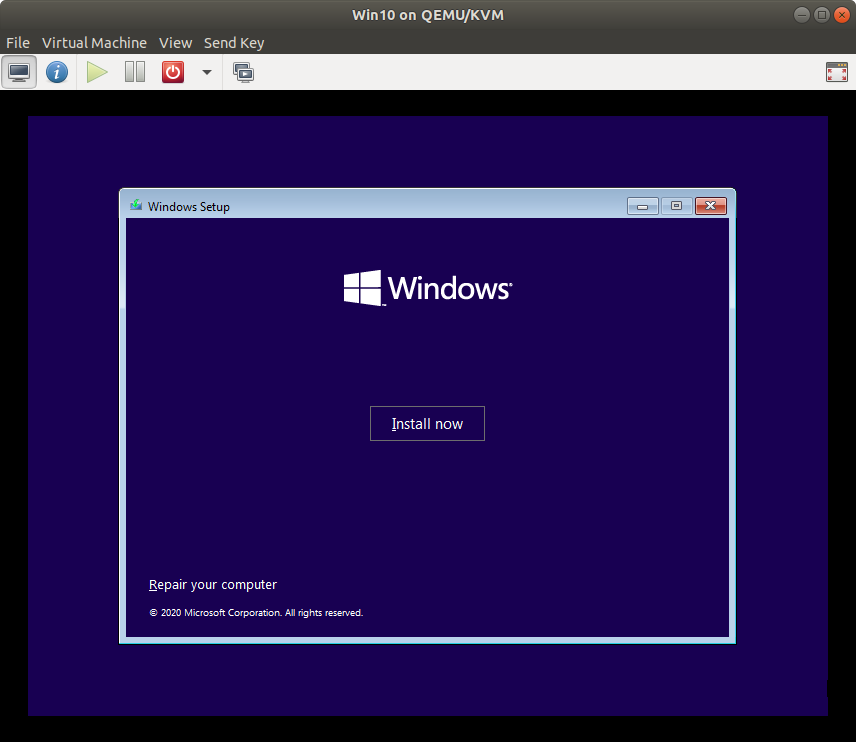 Win10 on QEMU/KVM
File Virtual Machine View Send Key
Windows Setup
Windows
Install now
Repair your computer
© 2020 Microsoft Corporation. All rights reserved.